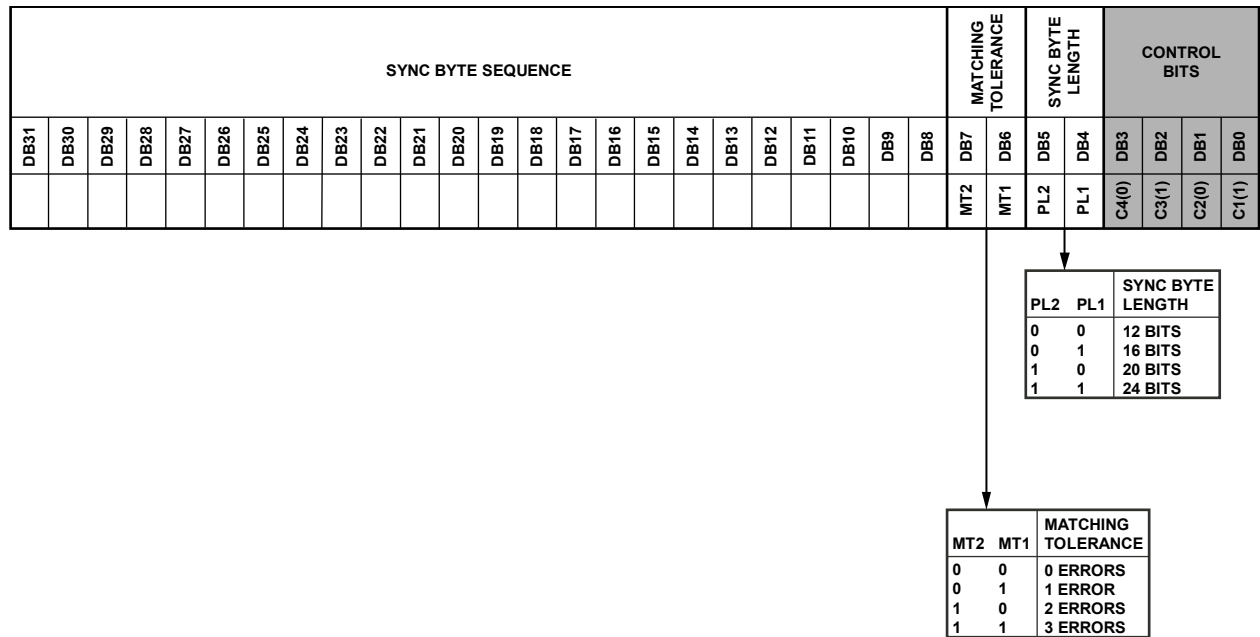 SYNC BYTE SEQUENCE
MATCHING
TOLERANCE
SYNC BYTE
LENGTH
CONTROL
BITS
DB31 DB30 DB29 DB28 DB27 DB26 DB25 DB24 DB23 DB22 DB21 DB20 DB19 DB18 DB17 DB16 DB15 DB14 DB13 DB12 DB11 DB10 DB9 DB8 DB7 DB6 DB5 DB4 DB3 DB2 DB1 DB0
MT2 MT1 PL2 PL1 C4(0) C3(1) C2(0) C1(1)
PL2 PL1 SYNC BYTE
LENGTH
0 0 12 BITS
0 1 16 BITS
1 0 20 BITS
1 1 24 BITS
MT2 MT1 MATCHING
TOLERANCE
0 0 0 ERRORS
0 1 1 ERROR
1 0 2 ERRORS
1 1 3 ERRORS